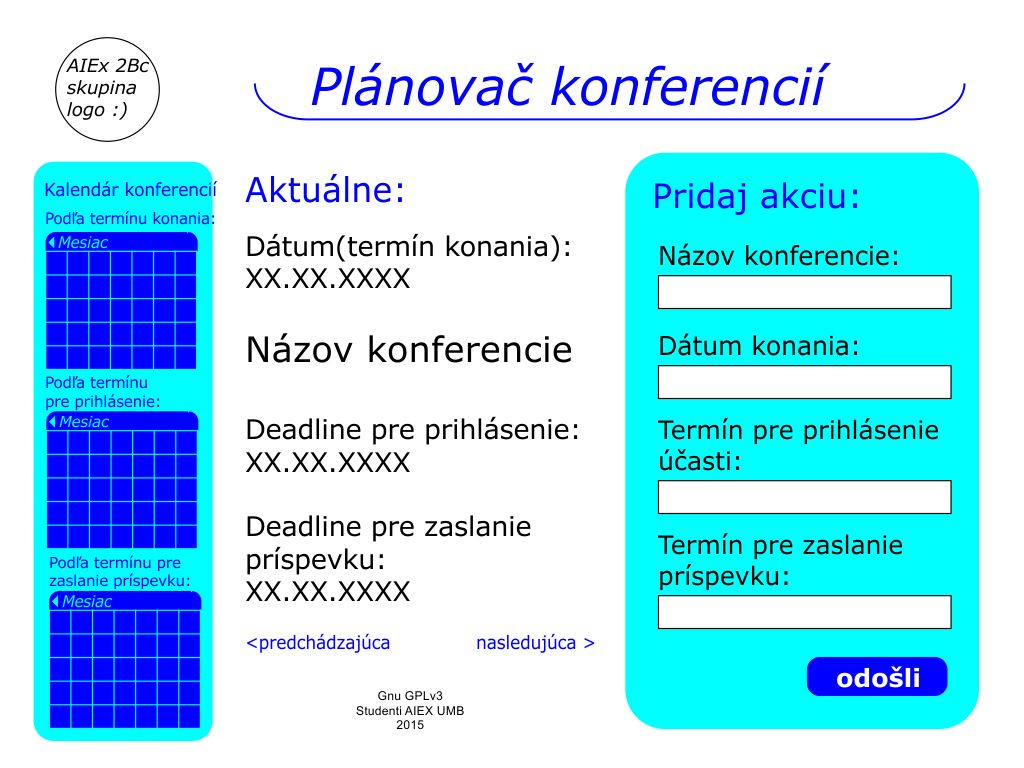 AIEx 2Bc
skupina
logo :)
Plánovač konferencií
Kalendár konferencií
Podľa termínu konania:
Mesiac
Podľa termínu
pre prihlásenie:
Mesiac
Podľa termínu pre
zaslanie príspevku:
Mesiac
Aktuálne:
Dátum(termín konania):
XX.XX.XXXX
Názov konferencie
Deadline pre prihlásenie:
XX.XX.XXXX
Deadline pre zaslanie
príspevku:
XX.XX.XXXX
<predchádzajúca nasledujúca >
Gnu GPLv3
Studenti AIEX UMB
2015
Pridaj akciu:
Názov konferencie:
Dátum konania:
Termín pre prihlásenie
účasti:
Termín pre zaslanie
príspevku:
odošli